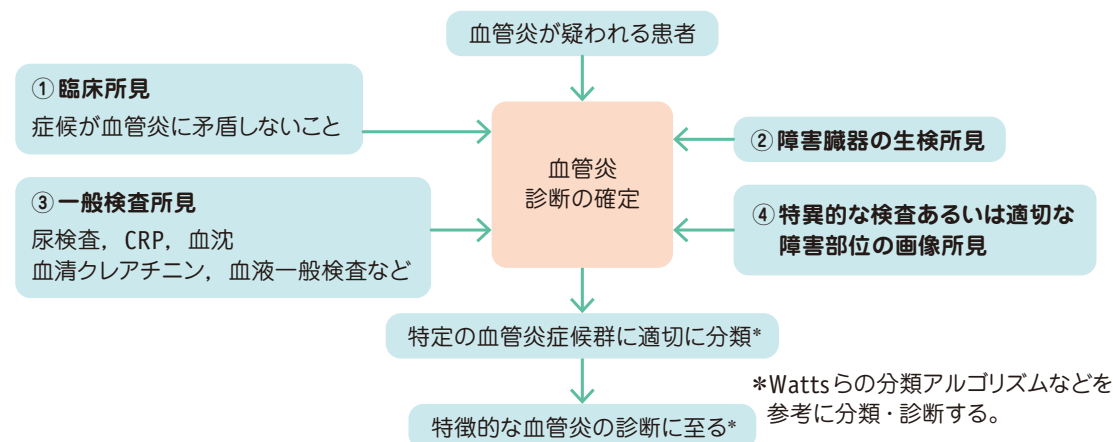 血管炎が疑われる患者
①臨床所見
症候が血管炎に矛盾しないこと
②障害臓器の生検所見
血管炎
診断の確定
③一般検査所見
尿検査，CRP，血沈
血清クレアチニン，血液一般検査など
④特異的な検査あるいは適切な
障害部位の画像所見
特定の血管炎症候群に適切に分類*
特徴的な血管炎の診断に至る*
*Wattsらの分類アルゴリズムなどを
参考に分類・診断する。